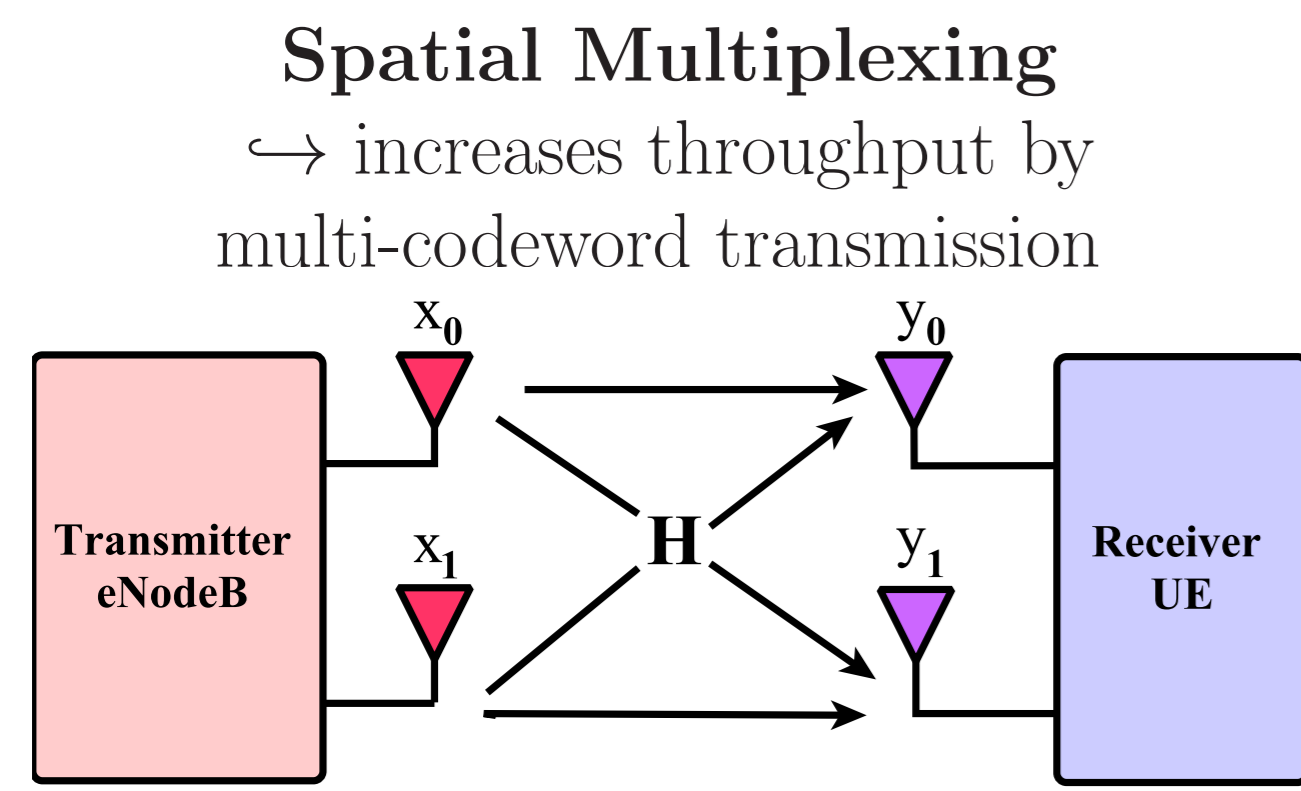 Spatial Multiplexing
↪ increases throughput by
multi-codeword transmission
x₀
y₀
Transmitter
eNodeB
x₁
H
y₁
Receiver
UE